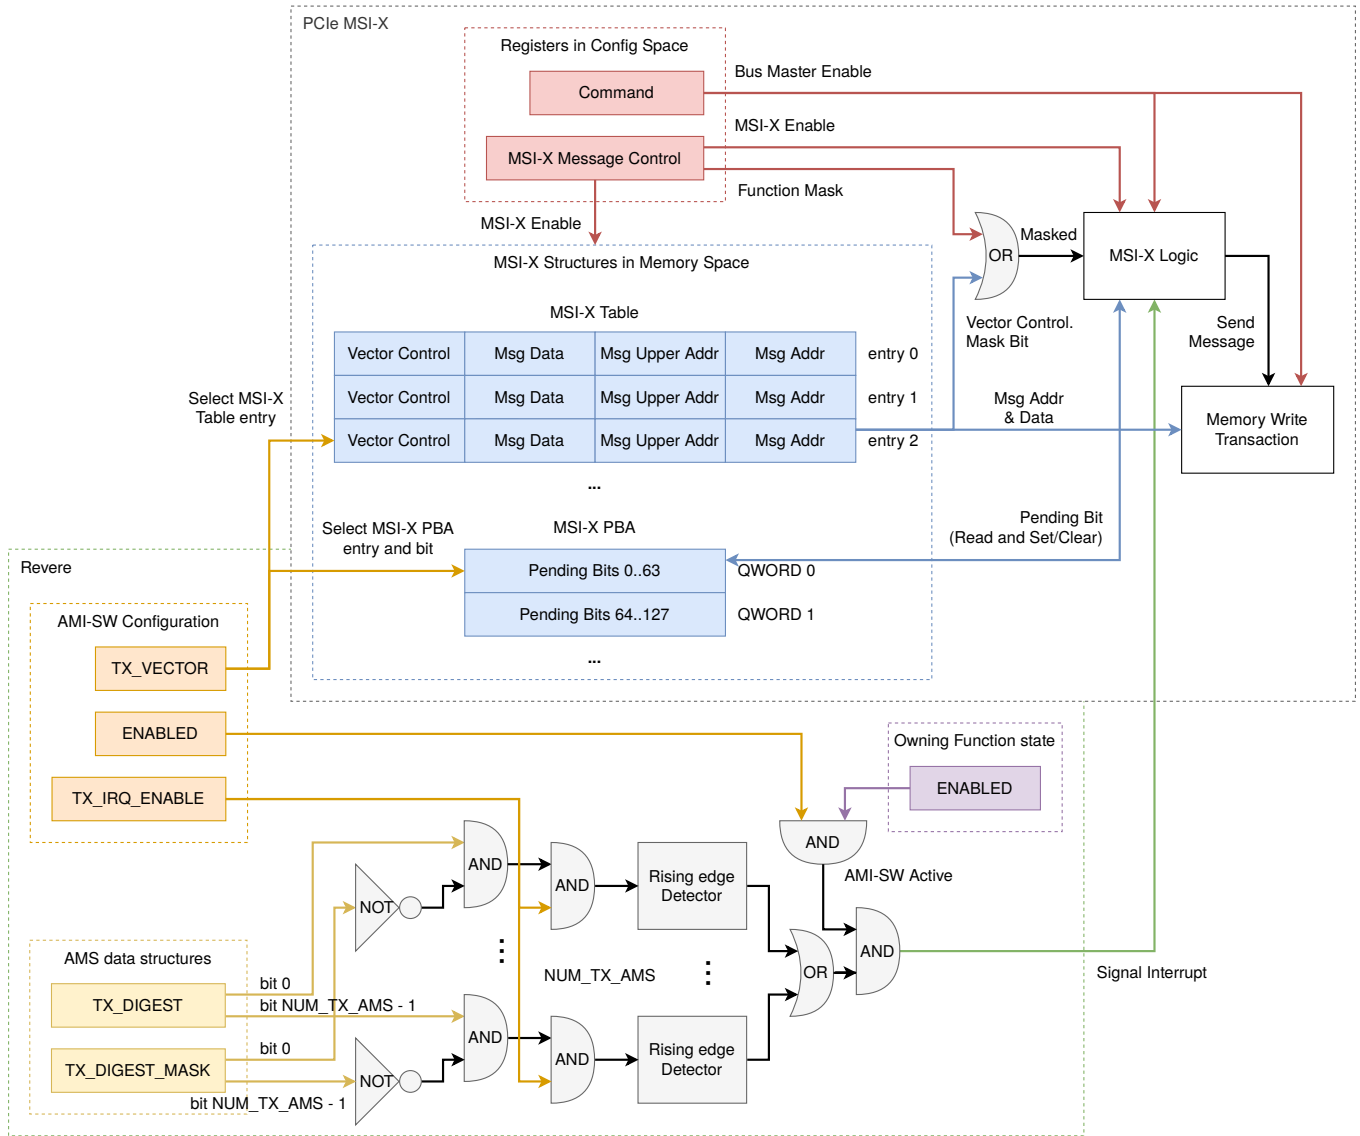 PCIe MSI-X
Registers in Config Space
Command
Bus Master Enable
MSI-X Enable
MSI-X Message Control
Function Mask
MSI-X Enable
Masked
OR
MSI-X Logic
MSI-X Structures in Memory Space
MSI-X Table
Vector Control.
Mask Bit
Send
Message
Vector Control
Msg Data
Msg Upper Addr
Msg Addr
entry 0
Vector Control
Msg Data
Msg Upper Addr
Msg Addr
entry 1
Vector Control
Msg Data
Msg Upper Addr
Msg Addr
entry 2
...
Select MSI-X
Table entry
Msg Addr
& Data
Memory Write
Transaction
Select MSI-X PBA
entry and bit
MSI-X PBA
Pending Bit
(Read and Set/Clear)
Pending Bits 0..63
QWORD 0
Pending Bits 64..127
QWORD 1
...
Revere
AMI-SW Configuration
TX_VECTOR
ENABLED
TX_IRQ_ENABLE
Owning Function state
ENABLED
AND
AMI-SW Active
AND
NOT
AND
Rising edge
Detector
...
NUM_TX_AMS
...
OR
AND
Signal Interrupt
AMS data structures
TX_DIGEST
bit 0
bit NUM_TX_AMS - 1
TX_DIGEST_MASK
bit 0
bit NUM_TX_AMS - 1
AND
NOT
AND
Rising edge
Detector